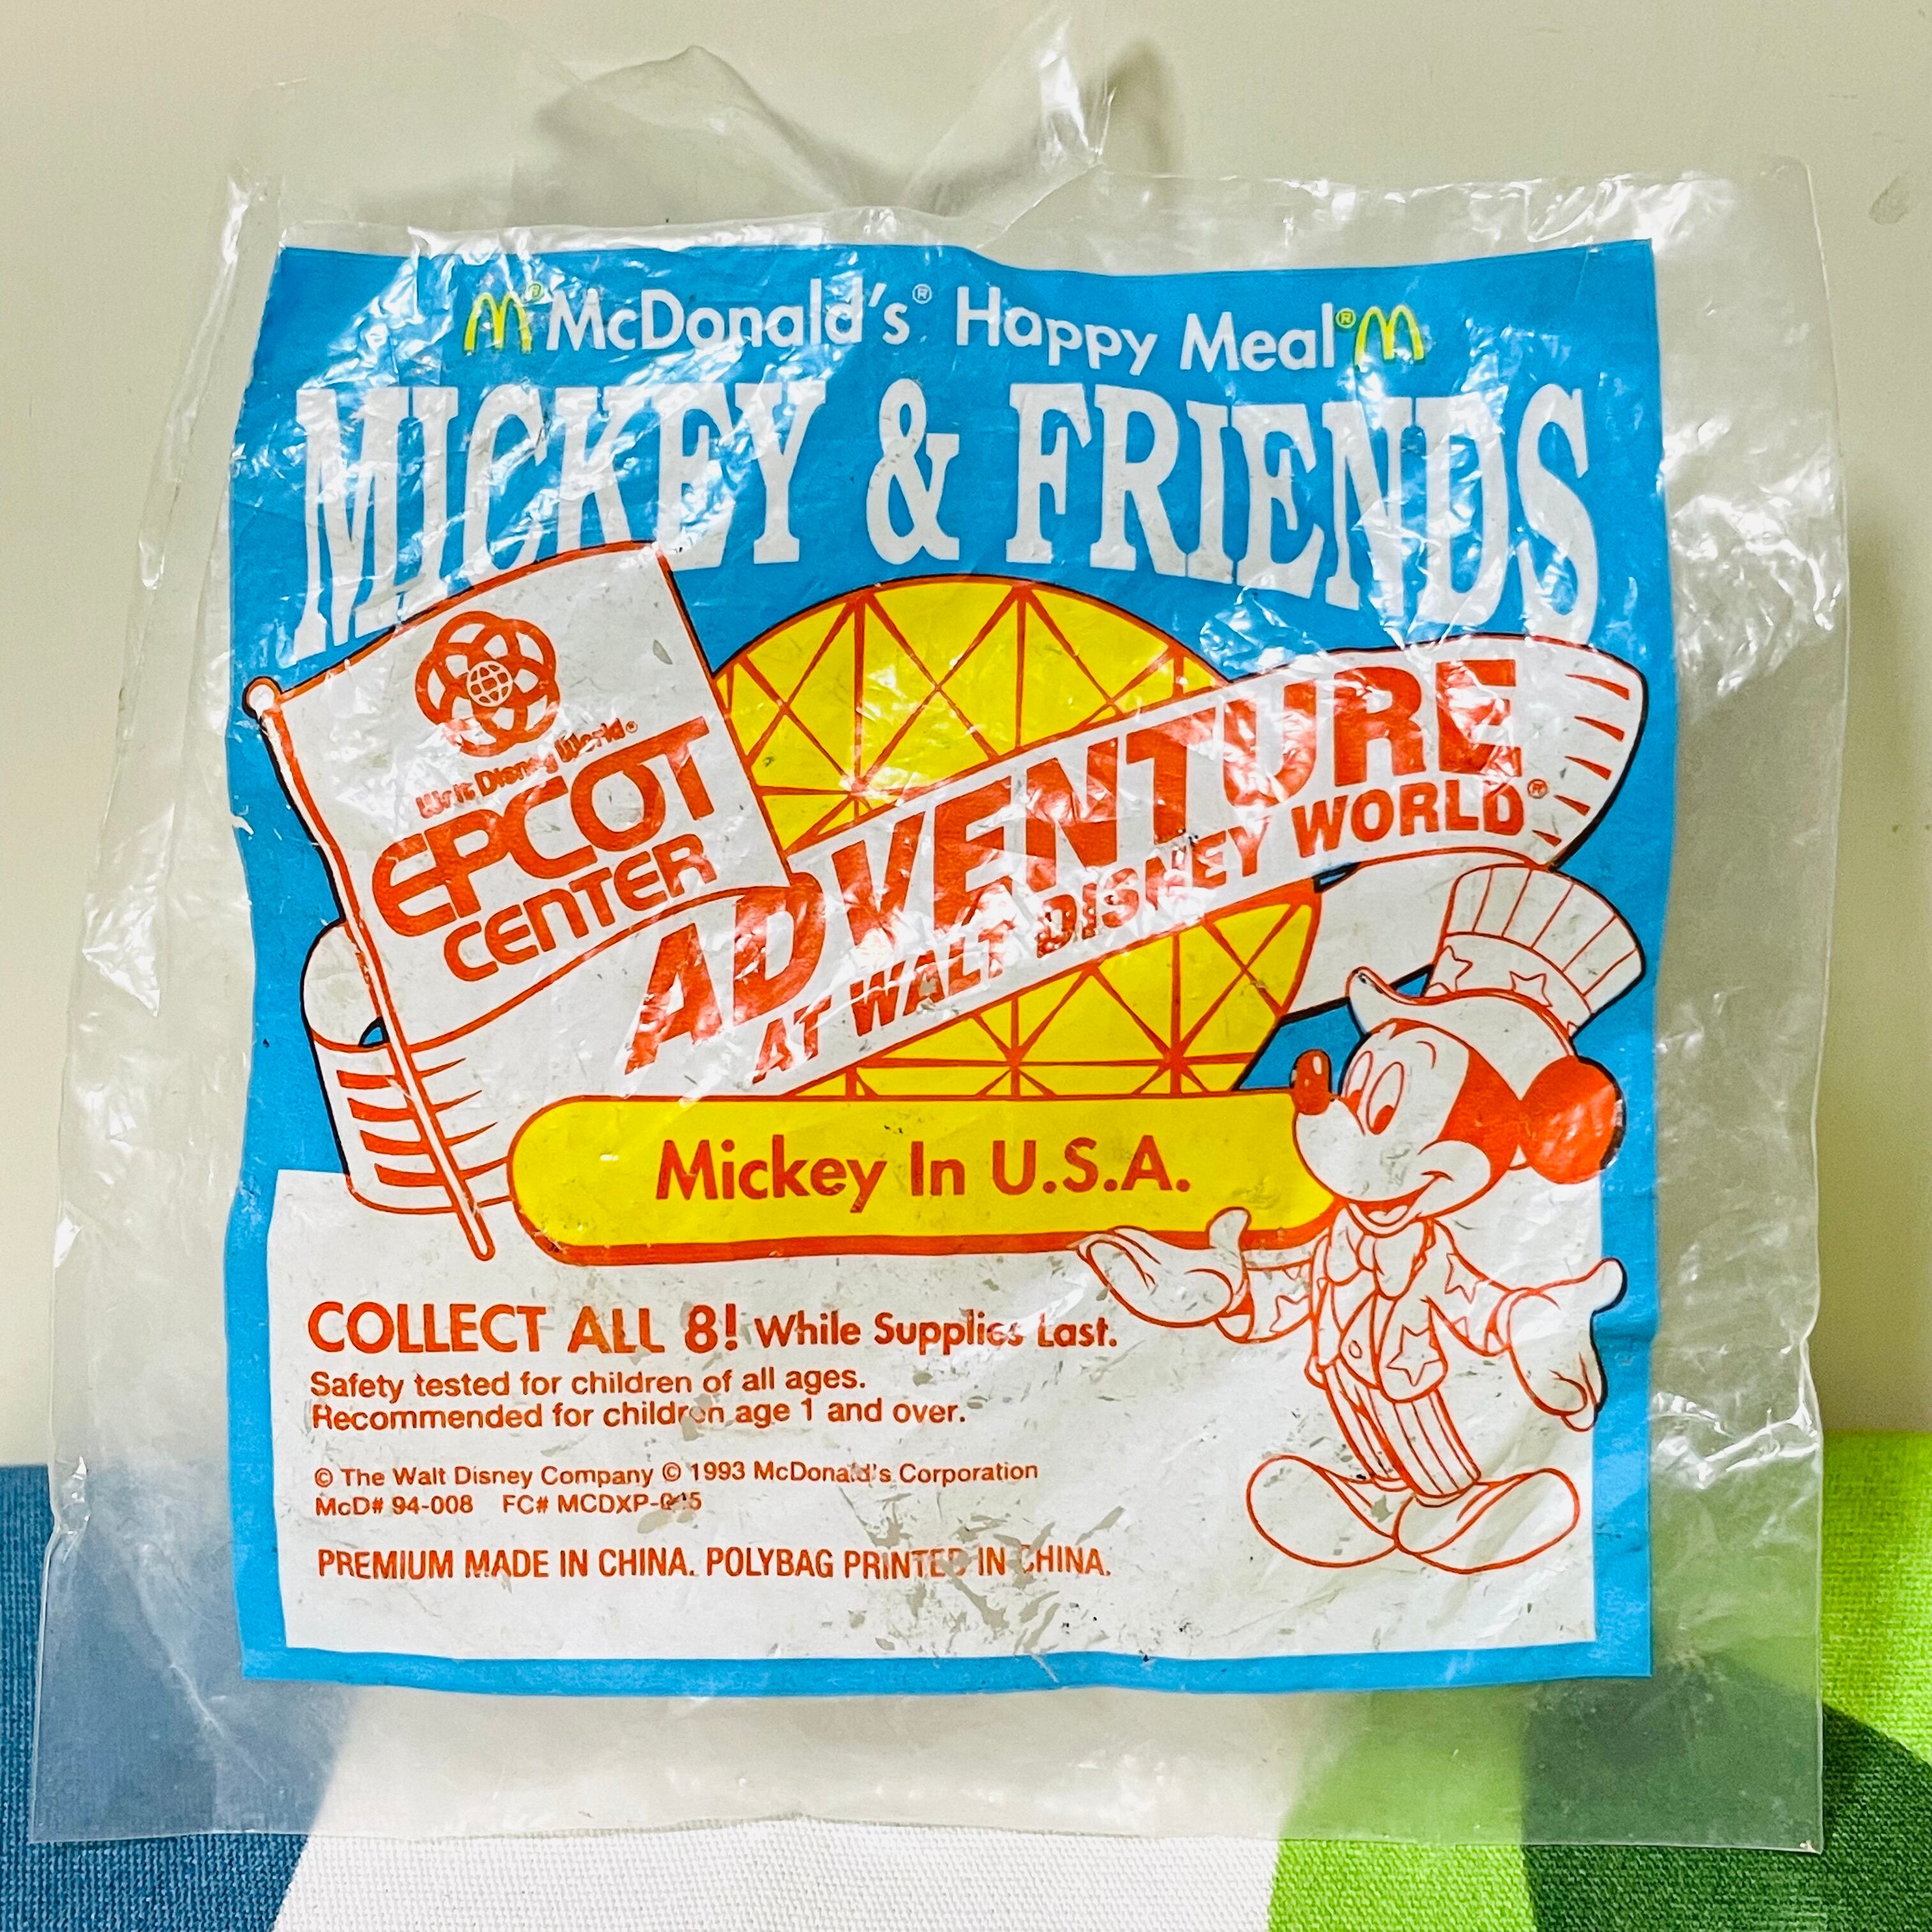 McDonald's® Happy Meal®
MICKEY & FRIENDS
Walt Disney World®
EPCOT
CENTER
ADVENTURE
AT WALT DISNEY WORLD®
Mickey In U.S.A.
COLLECT ALL 8! While Supplies Last.
Safety tested for children of all ages.
Recommended for children age 1 and over.
© The Walt Disney Company © 1993 McDonald's Corporation
McD# 94-008 FC#
PREMIUM MADE IN CHINA. POLYBAG PRINTED IN CHINA.